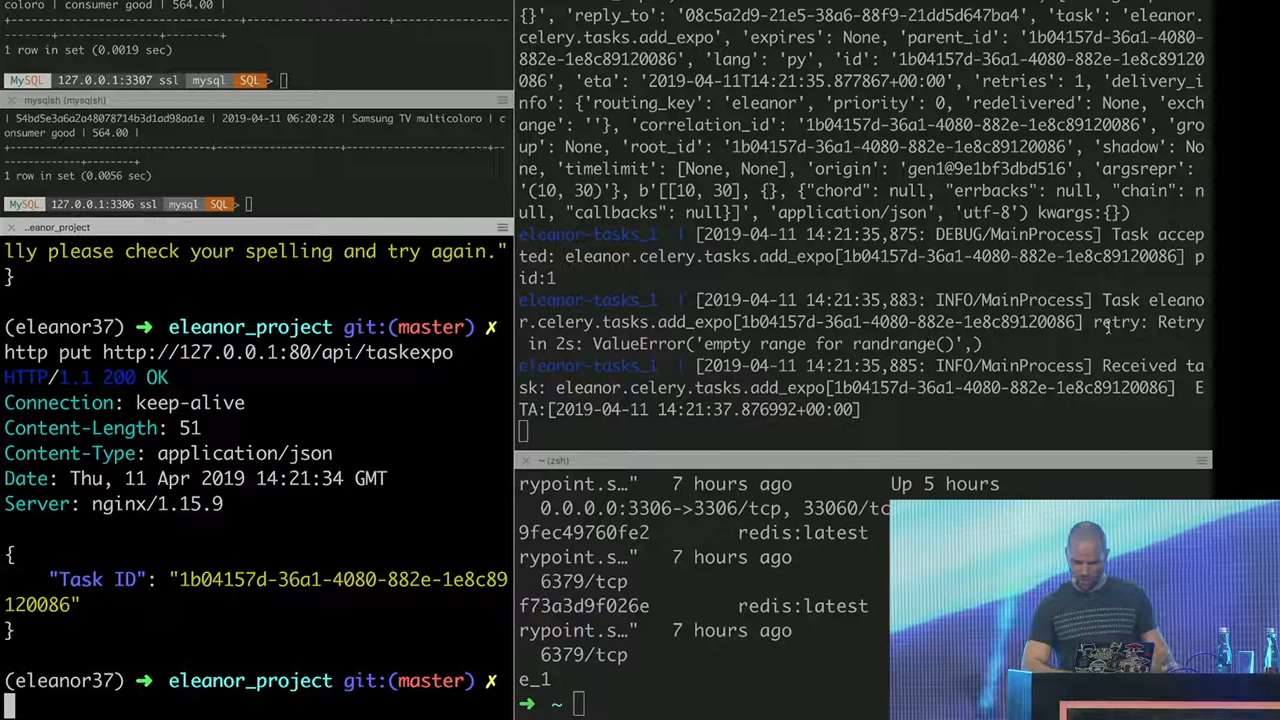 coloro | consumer good | 564.00 |
1 row in set (0.0019 sec)
MySQL 127.0.0.1:3307 ssl mysql SQL >
mysqlsh (mysqlsh)
| 54bd5e3a6a2a48078714b3d1ad98aa1e | 2019-04-11 06:20:28 | Samsung TV multicoloro | c
onsumer good | 564.00 |
1 row in set (0.0056 sec)
MySQL 127.0.0.1:3306 ssl mysql SQL >
..eanor_project
lly please check your spelling and try again."
}
(eleanor37) ➜ eleanor_project git:(master) ✗
http put http://127.0.0.1:80/api/taskexpo
HTTP/1.1 200 OK
Connection: keep-alive
Content-Length: 51
Content-Type: application/json
Date: Thu, 11 Apr 2019 14:21:34 GMT
Server: nginx/1.15.9
{
"Task ID": "1b04157d-36a1-4080-882e-1e8c89
120086"
}
(eleanor37) ➜ eleanor_project git:(master) ✗
{}', 'reply_to': '08c5a2d9-21e5-38a6-88f9-21dd5d647ba4', 'task': 'eleanor.
celery.tasks.add_expo', 'expires': None, 'parent_id': '1b04157d-36a1-4080-
882e-1e8c89120086', 'lang': 'py', 'id': '1b04157d-36a1-4080-882e-1e8c89120
086', 'eta': '2019-04-11T14:21:35.877867+00:00', 'retries': 1, 'delivery_i
nfo': {'routing_key': 'eleanor', 'priority': 0, 'redelivered': None, 'exc
hange': ''}, 'correlation_id': '1b04157d-36a1-4080-882e-1e8c89120086', 'gro
up': None, 'root_id': '1b04157d-36a1-4080-882e-1e8c89120086', 'shadow': No
ne, 'timelimit': [None, None], 'origin': 'gen1@9e1bf3dbd516', 'argsrepr':
'(10, 30)'}, b'[[10, 30], {}, {"chord": null, "errbacks": null, "chain": n
ull, "callbacks": null}]', 'application/json', 'utf-8') kwargs:{})
eleanor-tasks_1 | [2019-04-11 14:21:35,875: DEBUG/MainProcess] Task accep
ted: eleanor.celery.tasks.add_expo[1b04157d-36a1-4080-882e-1e8c89120086] p
id:1
eleanor-tasks_1 | [2019-04-11 14:21:35,883: INFO/MainProcess] Task eleano
r.celery.tasks.add_expo[1b04157d-36a1-4080-882e-1e8c89120086] retry: Retry
in 2s: ValueError('empty range for randrange()',)
eleanor-tasks_1 | [2019-04-11 14:21:35,885: INFO/MainProcess] Received ta
sk: eleanor.celery.tasks.add_expo[1b04157d-36a1-4080-882e-1e8c89120086] E
TA:[2019-04-11 14:21:37.876992+00:00]
~ (zsh)
rypoint.s…" 7 hours ago Up 5 hours
0.0.0.0:3306->3306/tcp, 33060/tc
9fec49760fe2 redis:latest
rypoint.s…" 7 hours ago
6379/tcp
f73a3d9f026e redis:latest
rypoint.s…" 7 hours ago
6379/tcp
e_1
➜ ~